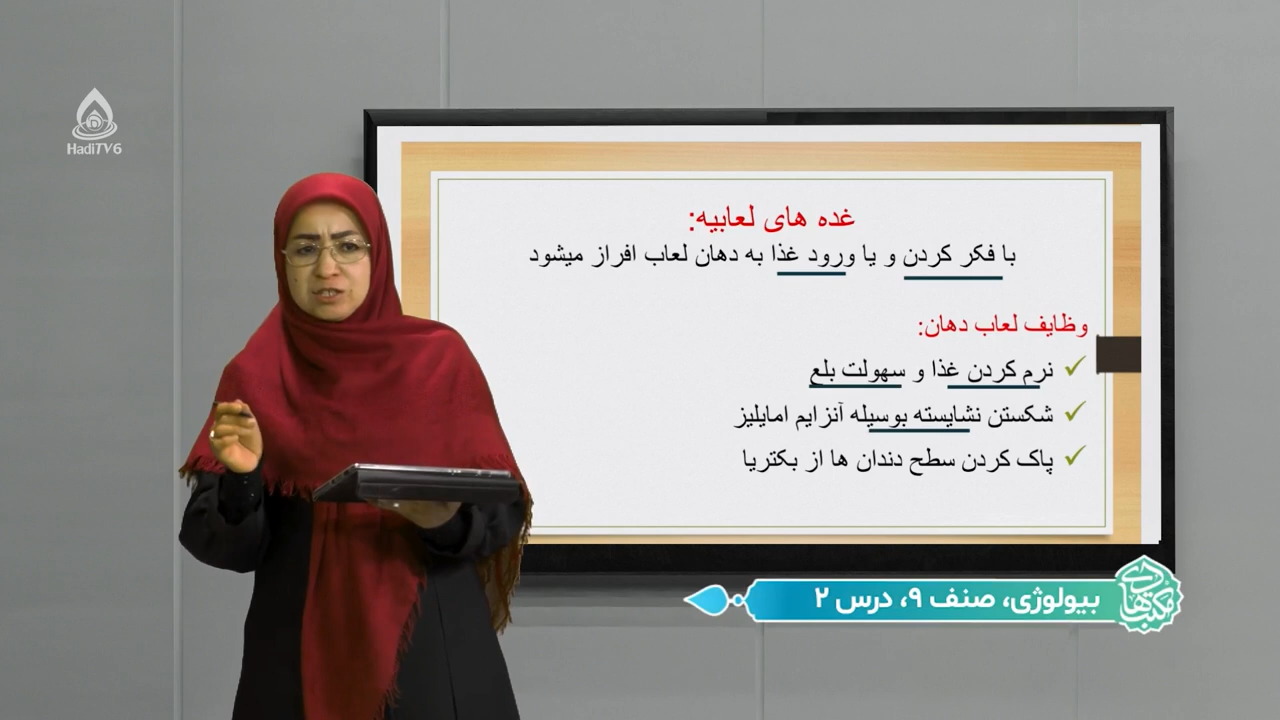 HadiTV6
غده های لعابیه:
با فکر کردن و یا ورود غذا به دهان لعاب افراز میشود
وظایف لعاب دهان:
✓ نرم کردن غذا و سهولت بلع
✓ شکستن نشایسته بوسیله آنزایم امایلیز
✓ پاک کردن سطح دندان ها از بکتریا
بیولوژی، صنف ۹، درس ۲
مکتب هادی